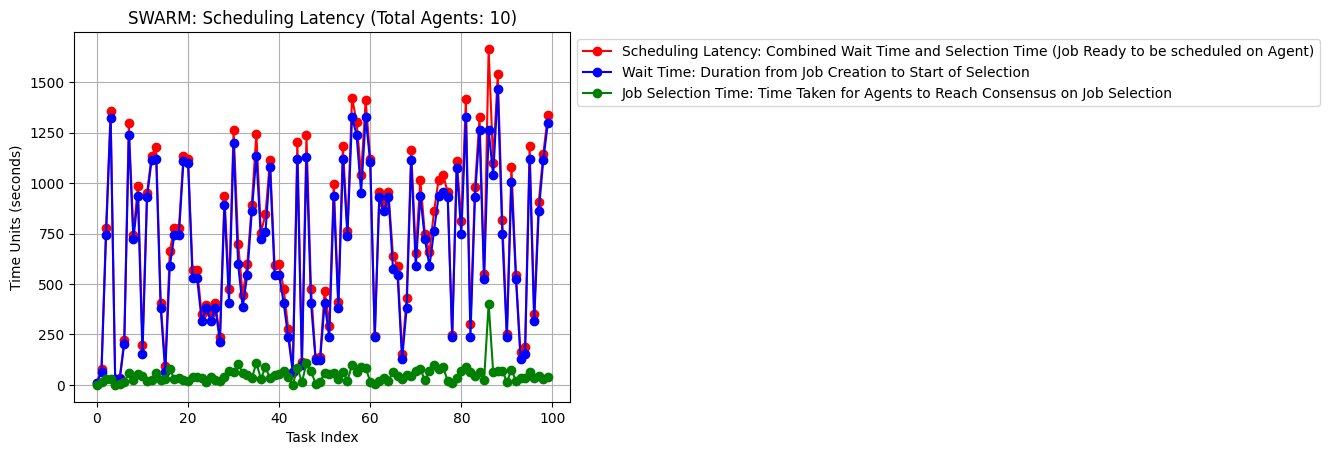 SWARM: Scheduling Latency (Total Agents: 10)
Scheduling Latency: Combined Wait Time and Selection Time (Job Ready to be scheduled on Agent)
Wait Time: Duration from Job Creation to Start of Selection
Job Selection Time: Time Taken for Agents to Reach Consensus on Job Selection
Time Units (seconds)
1500
1250
1000
750
500
250
0
0 20 40 60 80 100
Task Index